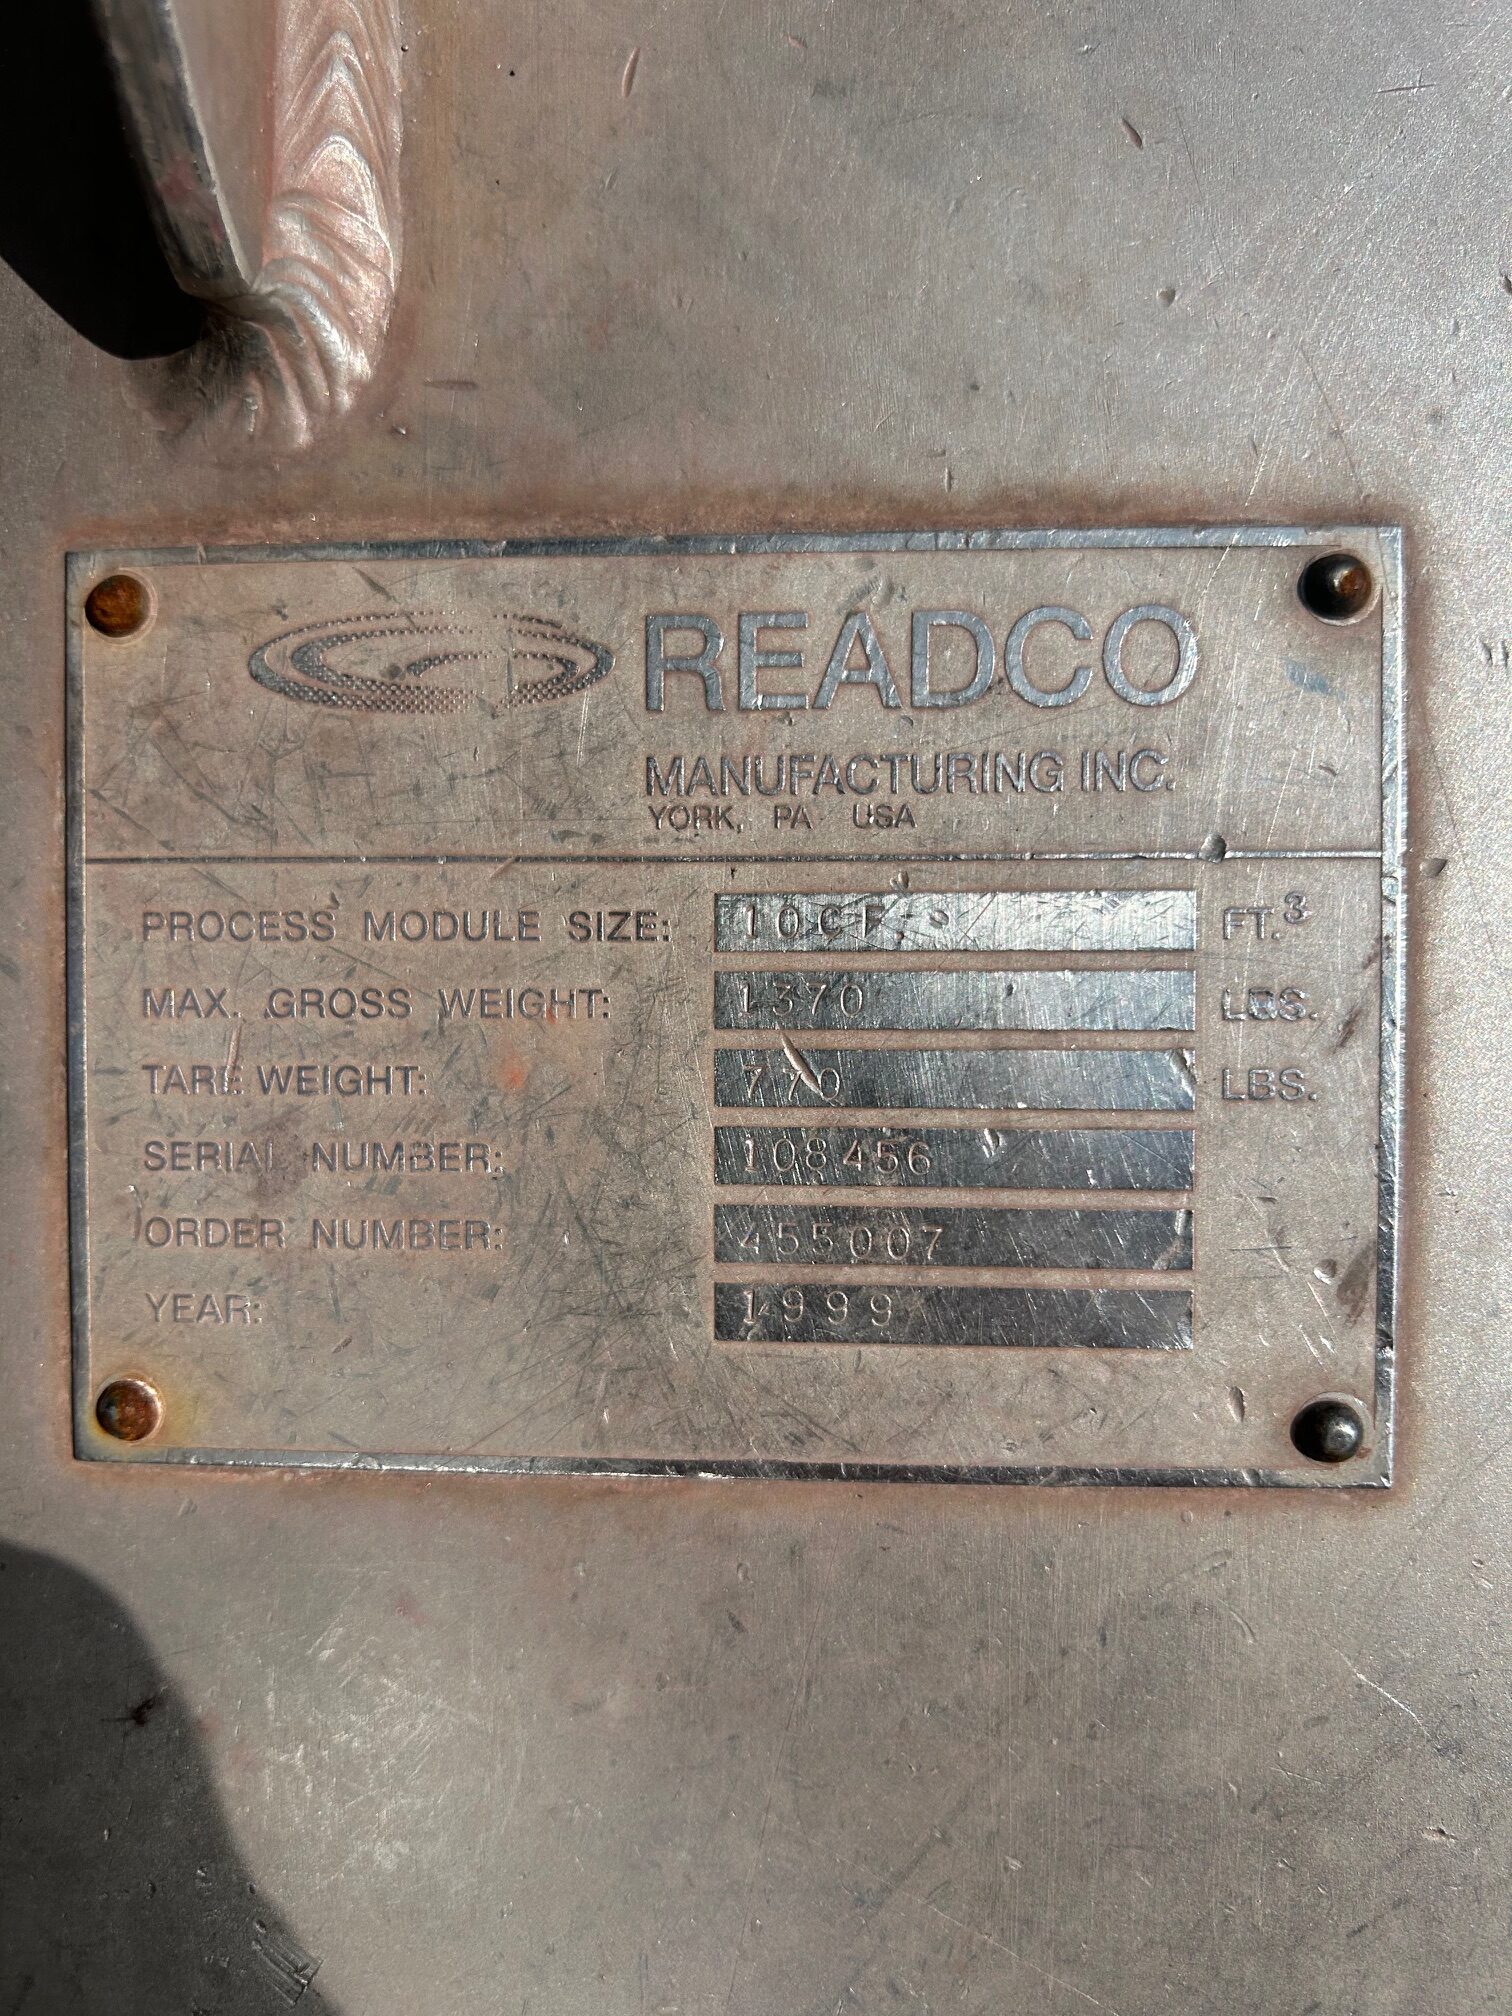 READCO
MANUFACTURING INC.
YORK, PA USA
PROCESS MODULE SIZE: 10CF. FT.³
MAX. GROSS WEIGHT: 1370 LBS.
TARE WEIGHT: 770 LBS.
SERIAL NUMBER: 108456
ORDER NUMBER: 455007
YEAR: 1999